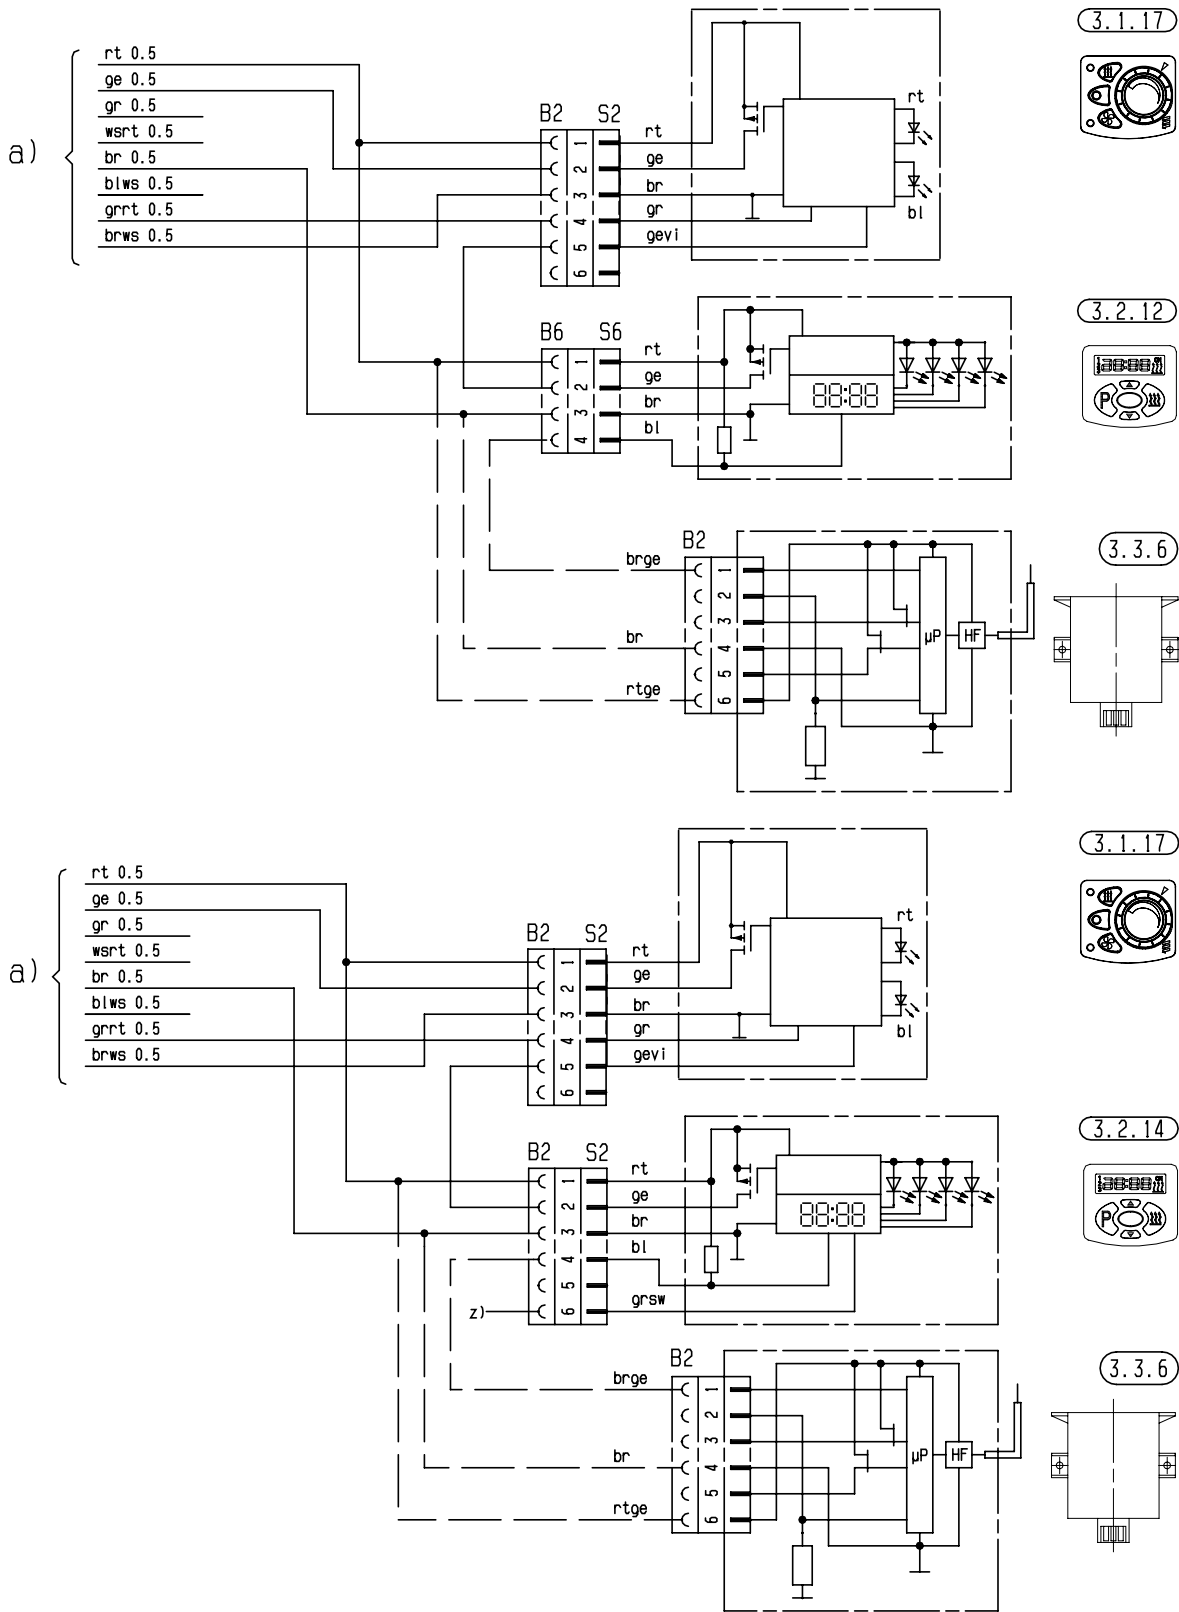 3.1.17
a)
rt 0.5
ge 0.5
gr 0.5
wsrt 0.5
br 0.5
blws 0.5
grrt 0.5
brws 0.5
B2 S2
1 rt
2 ge
3 br
4 gr
5 gevi
6
rt
bl
3.2.12
B6 S6
1 rt
2 ge
3 br
4 bl
88:88
88:88
P
3.3.6
B2
brge 1
2
3
br 4
5
rtge 6
µP HF
3.1.17
a)
rt 0.5
ge 0.5
gr 0.5
wsrt 0.5
br 0.5
blws 0.5
grrt 0.5
brws 0.5
B2 S2
1 rt
2 ge
3 br
4 gr
5 gevi
6
rt
bl
3.2.14
B2 S2
1 rt
2 ge
3 br
4 bl
5
z) 6 grsw
88:88
88:88
P
3.3.6
B2
brge 1
2
3
br 4
5
rtge 6
µP HF